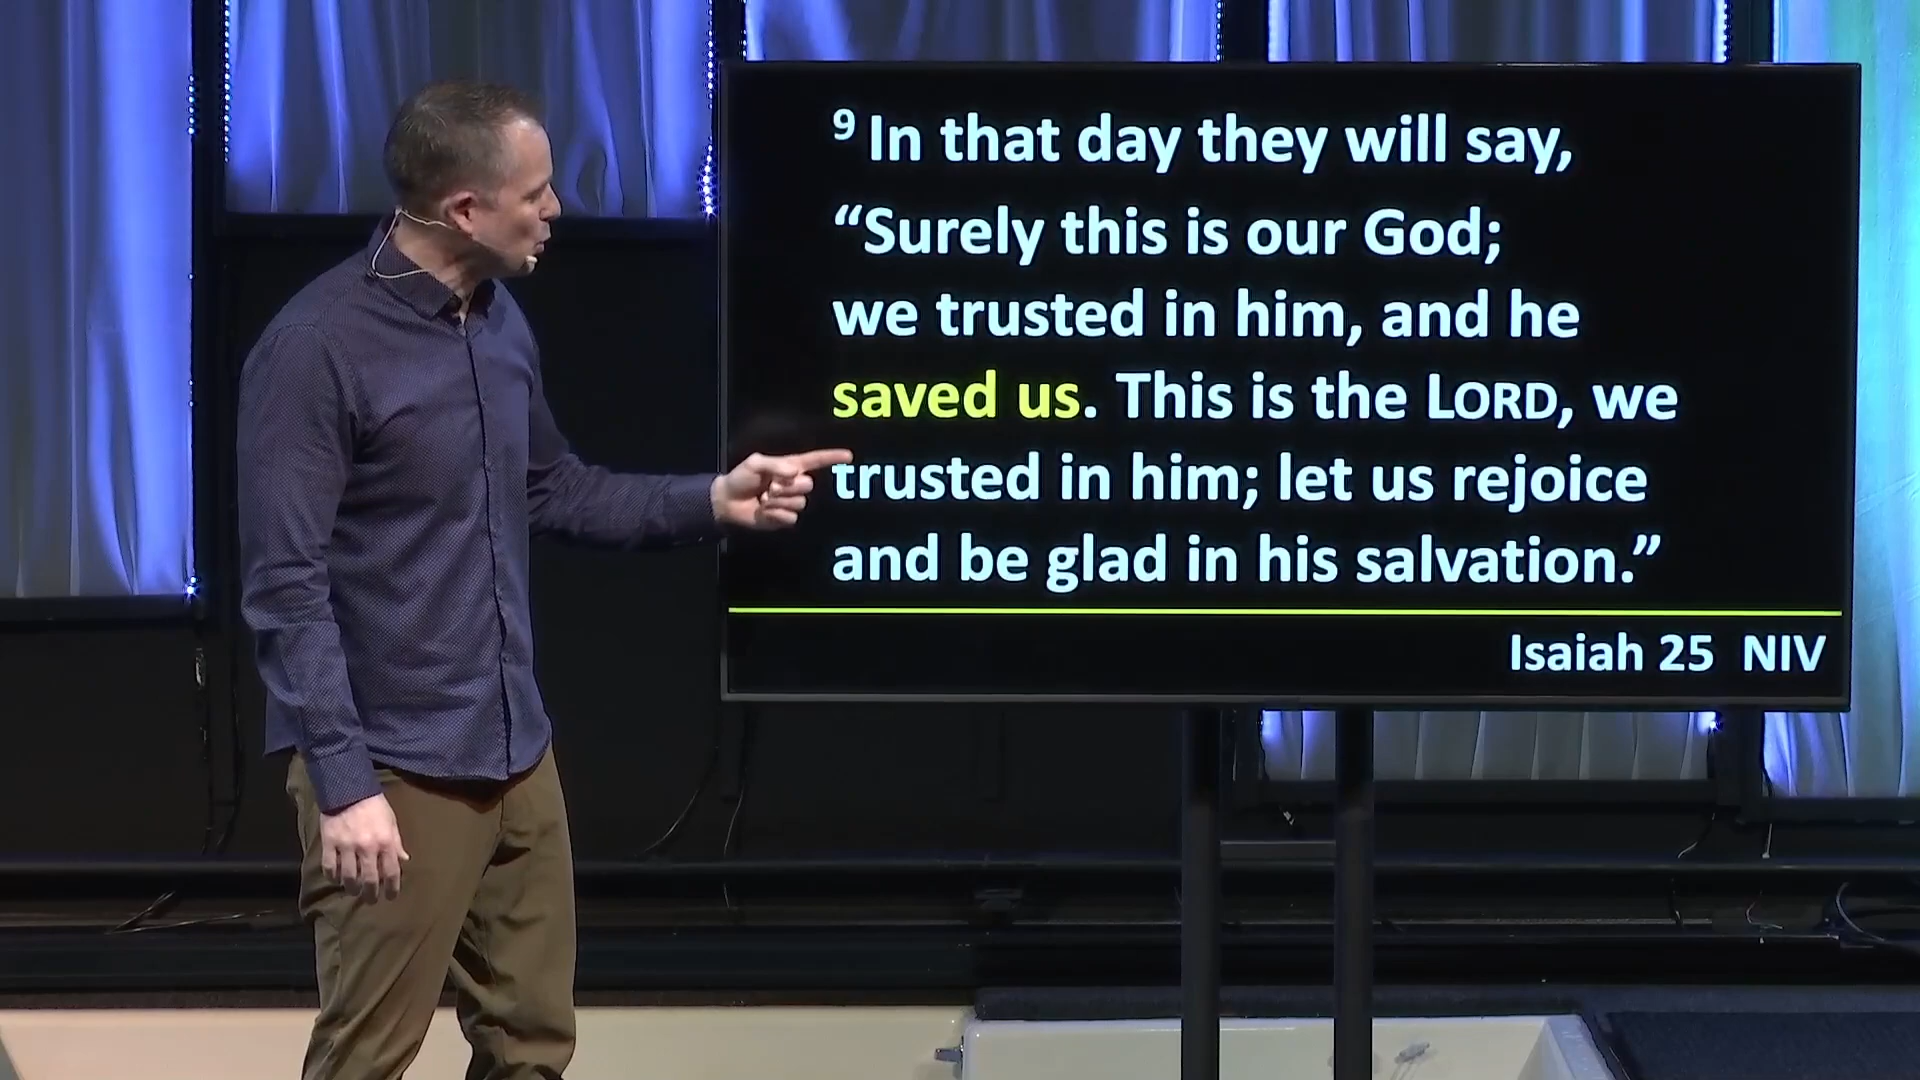 ⁹ In that day they will say,
“Surely this is our God;
we trusted in him, and he
saved us. This is the LORD, we
trusted in him; let us rejoice
and be glad in his salvation.”
Isaiah 25 NIV